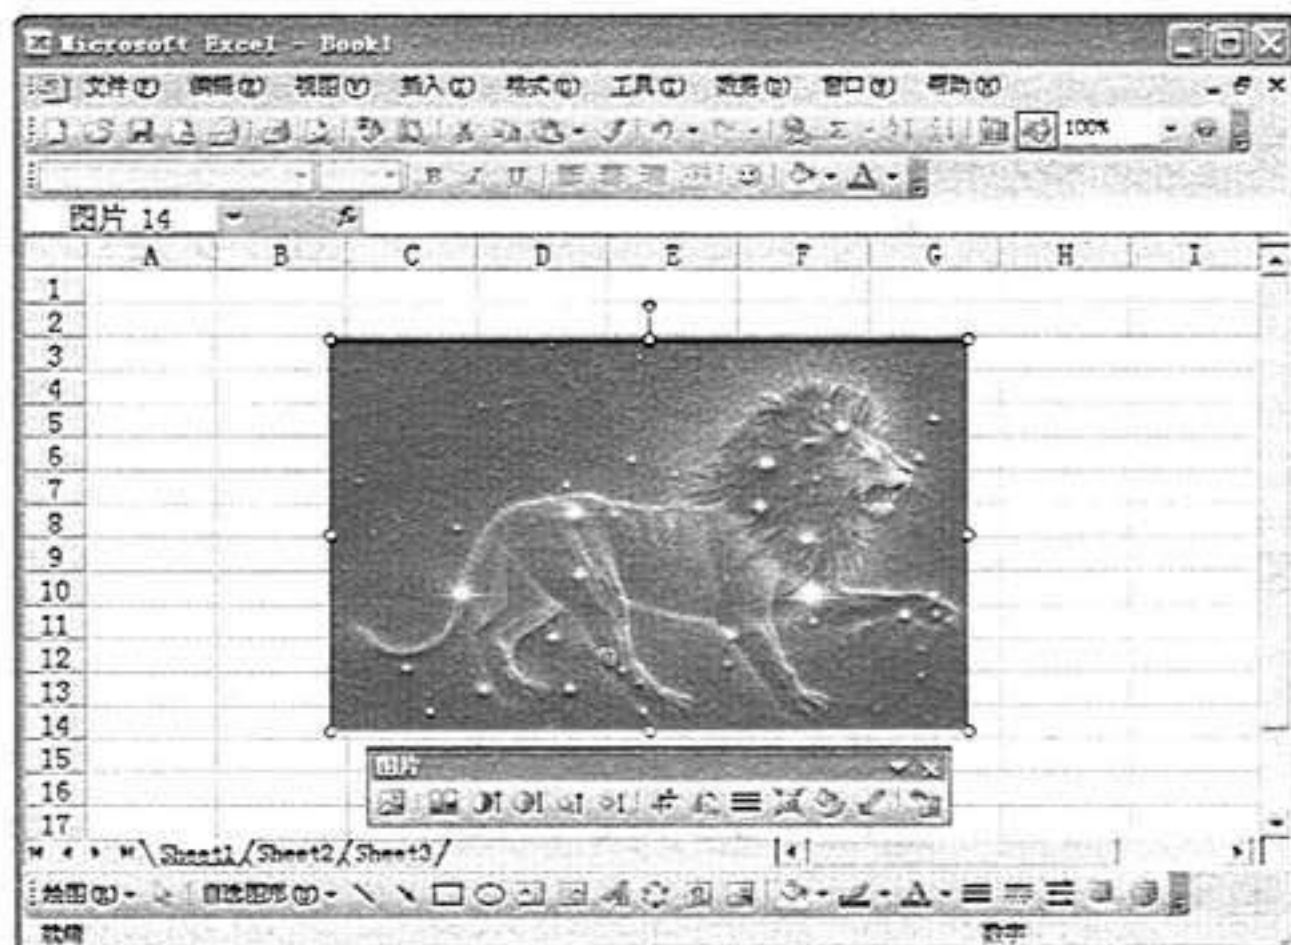 Microsoft Excel - Book1
文件(F) 编辑(E) 视图(V) 插入(I) 格式(O) 工具(T) 数据(D) 窗口(W) 帮助(H)
100%
B I U
图片 14 fx
A B C D E F G H I
1
2
3
4
5
6
7
8
9
10
11
12
13
14
15
16
17
图片
Sheet1 Sheet2 Sheet3
绘图(R) 自选图形(U)
就绪 数字